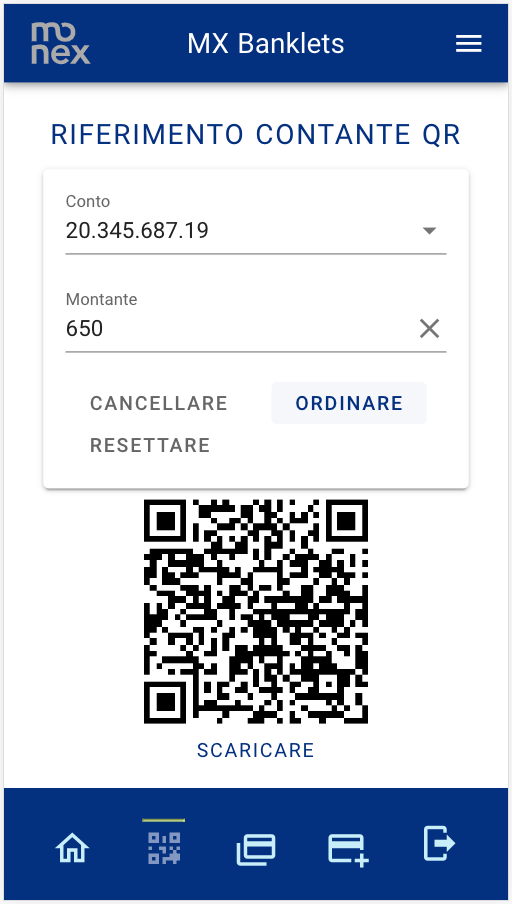 mo
nex
MX Banklets
RIFERIMENTO CONTANTE QR
Conto
20.345.687.19
Montante
650
CANCELLARE
ORDINARE
RESETTARE
SCARICARE